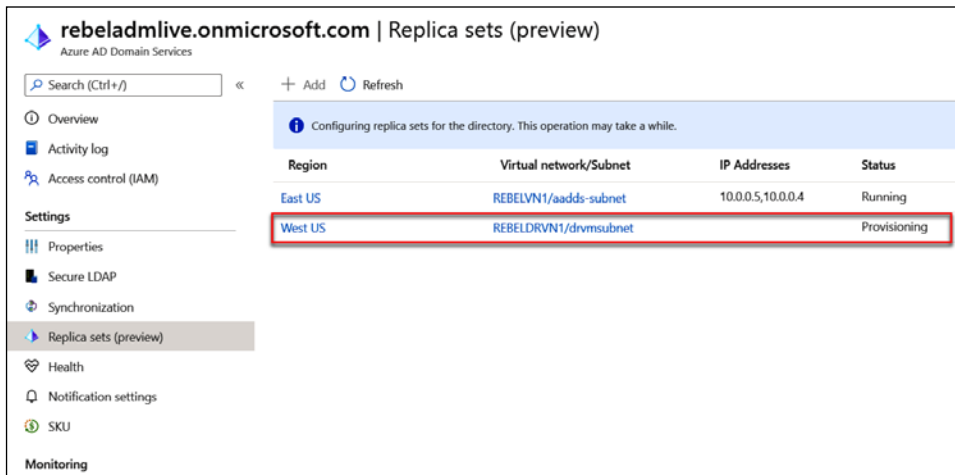 rebeladmlive.onmicrosoft.com | Replica sets (preview)
Azure AD Domain Services
Search (Ctrl+/)
«
Overview
Activity log
Access control (IAM)
Settings
Properties
Secure LDAP
Synchronization
Replica sets (preview)
Health
Notification settings
SKU
Monitoring
+ Add Refresh
Configuring replica sets for the directory. This operation may take a while.
Region Virtual network/Subnet IP Addresses Status
East US REBELVN1/aadds-subnet 10.0.0.5,10.0.0.4 Running
West US REBELDRVN1/drvmsubnet Provisioning